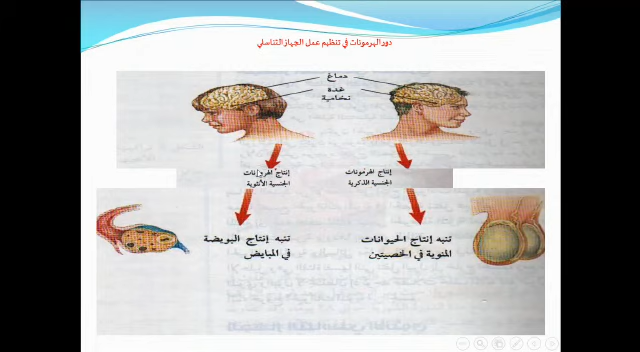 دور الهرمونات في تنظيم عمل الجهاز التناسلي
دماغ
غدة
نخامية
إنتاج الهرمونات
الجنسية الذكرية
إنتاج الهرمونات
الجنسية الأنثوية
تنبه إنتاج الحيوانات
المنوية في الخصيتين
تنبه إنتاج البويضة
في المبايض